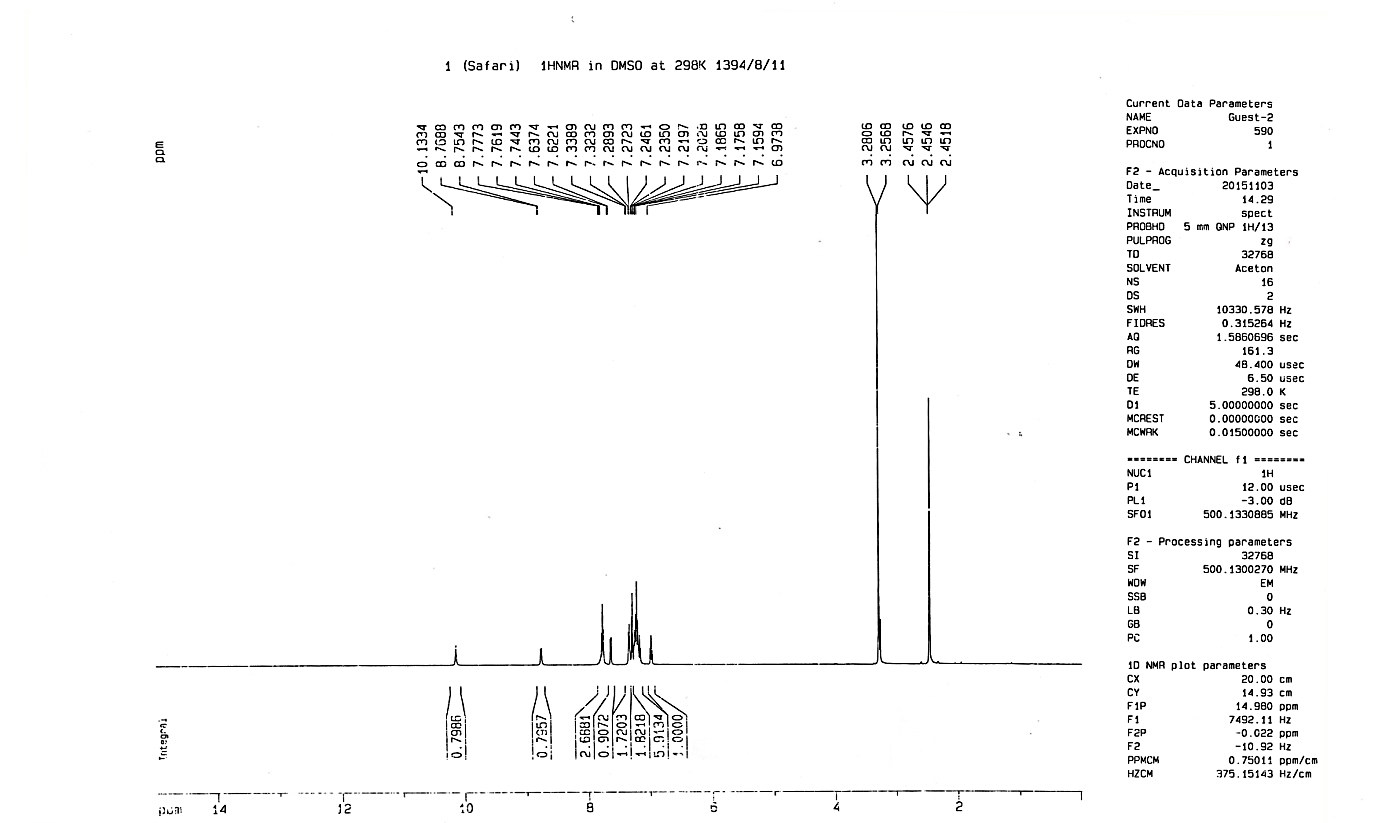 1 (Safari) 1HNMR in DMSO at 298K 1394/8/11
ppm
10.1334
8.7688
8.7543
7.7773
7.7619
7.7443
7.6374
7.6221
7.3389
7.3232
7.2893
7.2723
7.2461
7.2350
7.2197
7.2028
7.1865
7.1758
7.1594
6.9738
3.2806
3.2568
2.4576
2.4546
2.4518
Current Data Parameters
NAME Guest-2
EXPNO 590
PROCNO 1
F2 - Acquisition Parameters
Date_ 20151103
Time 14.29
INSTRUM spect
PROBHD 5 mm QNP 1H/13
PULPROG zg
TD 32768
SOLVENT Aceton
NS 16
DS 2
SWH 10330.578 Hz
FIDRES 0.315264 Hz
AQ 1.5860696 sec
RG 161.3
DW 48.400 usec
DE 6.50 usec
TE 298.0 K
D1 5.00000000 sec
MCREST 0.00000000 sec
MCWRK 0.01500000 sec
======== CHANNEL f1 ========
NUC1 1H
P1 12.00 usec
PL1 -3.00 dB
SFO1 500.1330885 MHz
F2 - Processing parameters
SI 32768
SF 500.1300270 MHz
WDW EM
SSB 0
LB 0.30 Hz
GB 0
PC 1.00
1D NMR plot parameters
CX 20.00 cm
CY 14.93 cm
F1P 14.980 ppm
F1 7492.11 Hz
F2P -0.022 ppm
F2 -10.92 Hz
PPMCM 0.75011 ppm/cm
HZCM 375.15143 Hz/cm
Integral
0.7986
0.7957
2.6881
0.9072
1.7203
1.8218
5.9134
1.0000
ppm 14 12 10 8 6 4 2